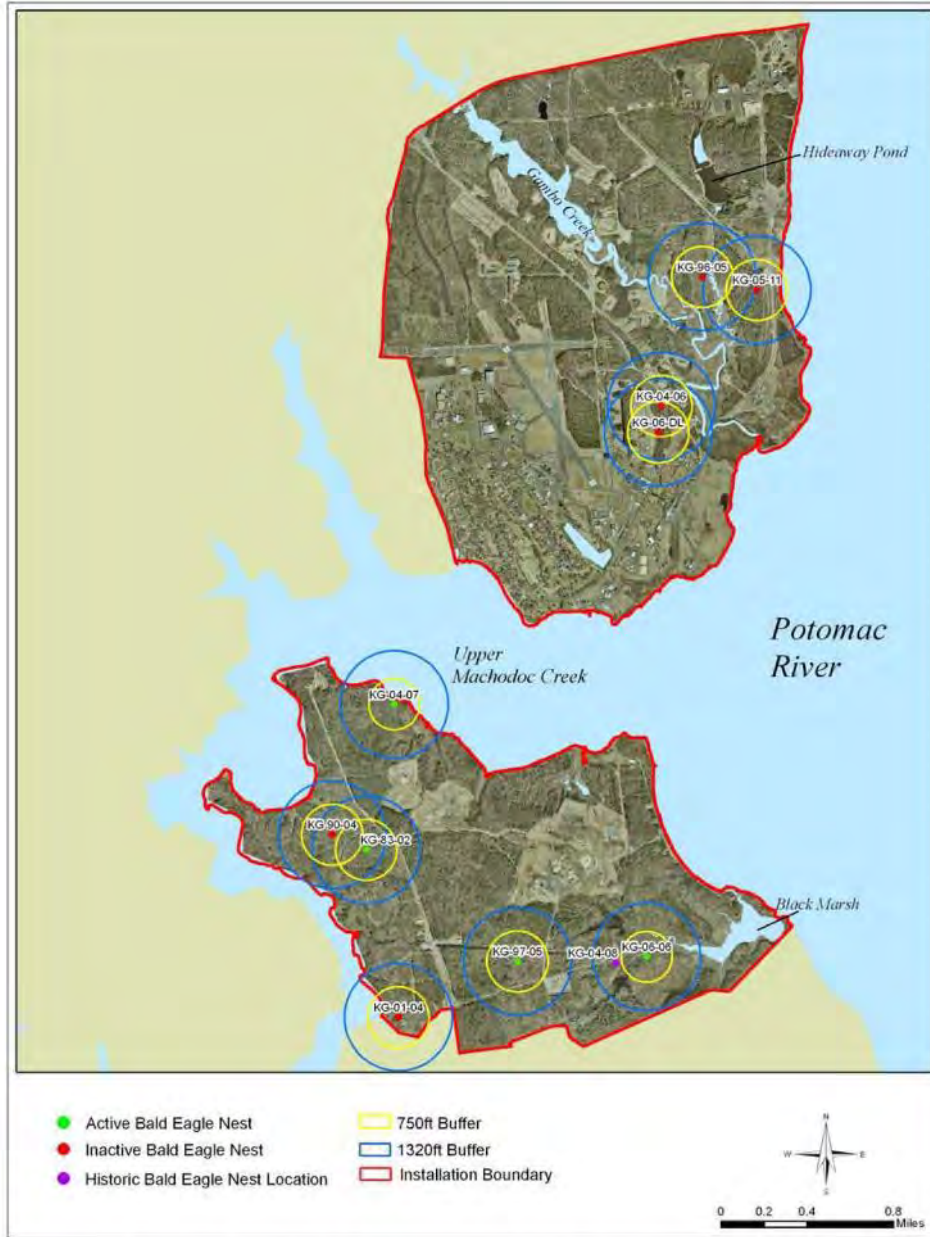 Hideaway Pond
Gambo Creek
KG-96-05
KG-05-11
KG-04-06
KG-06-DL
Potomac
River
Upper
Machodoc Creek
KG-04-07
KG-90-04
KG-83-02
Black Marsh
KG-97-05
KG-04-08
KG-06-06
KG-01-04
Active Bald Eagle Nest
Inactive Bald Eagle Nest
Historic Bald Eagle Nest Location
750ft Buffer
1320ft Buffer
Installation Boundary
N
W E
S
0 0.2 0.4 0.8
Miles